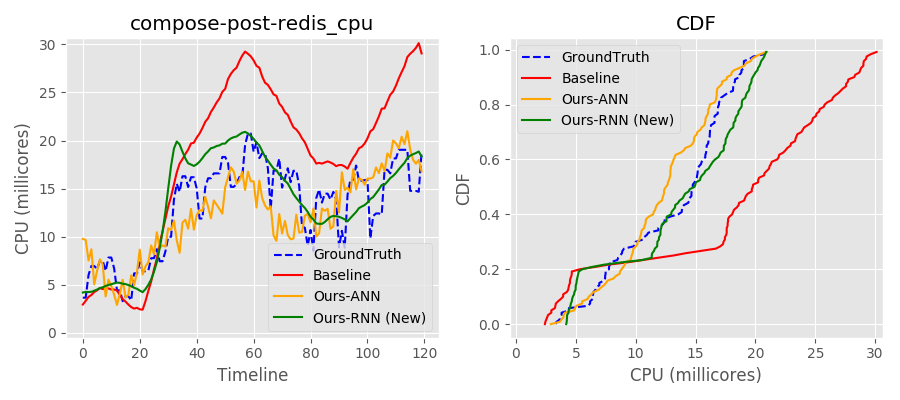 compose-post-redis_cpu
CPU (millicores)
30
25
20
15
10
5
0
GroundTruth
Baseline
Ours-ANN
Ours-RNN (New)
0 20 40 60 80 100 120
Timeline
CDF
CDF
1.0
0.8
0.6
0.4
0.2
0.0
GroundTruth
Baseline
Ours-ANN
Ours-RNN (New)
0 5 10 15 20 25 30
CPU (millicores)